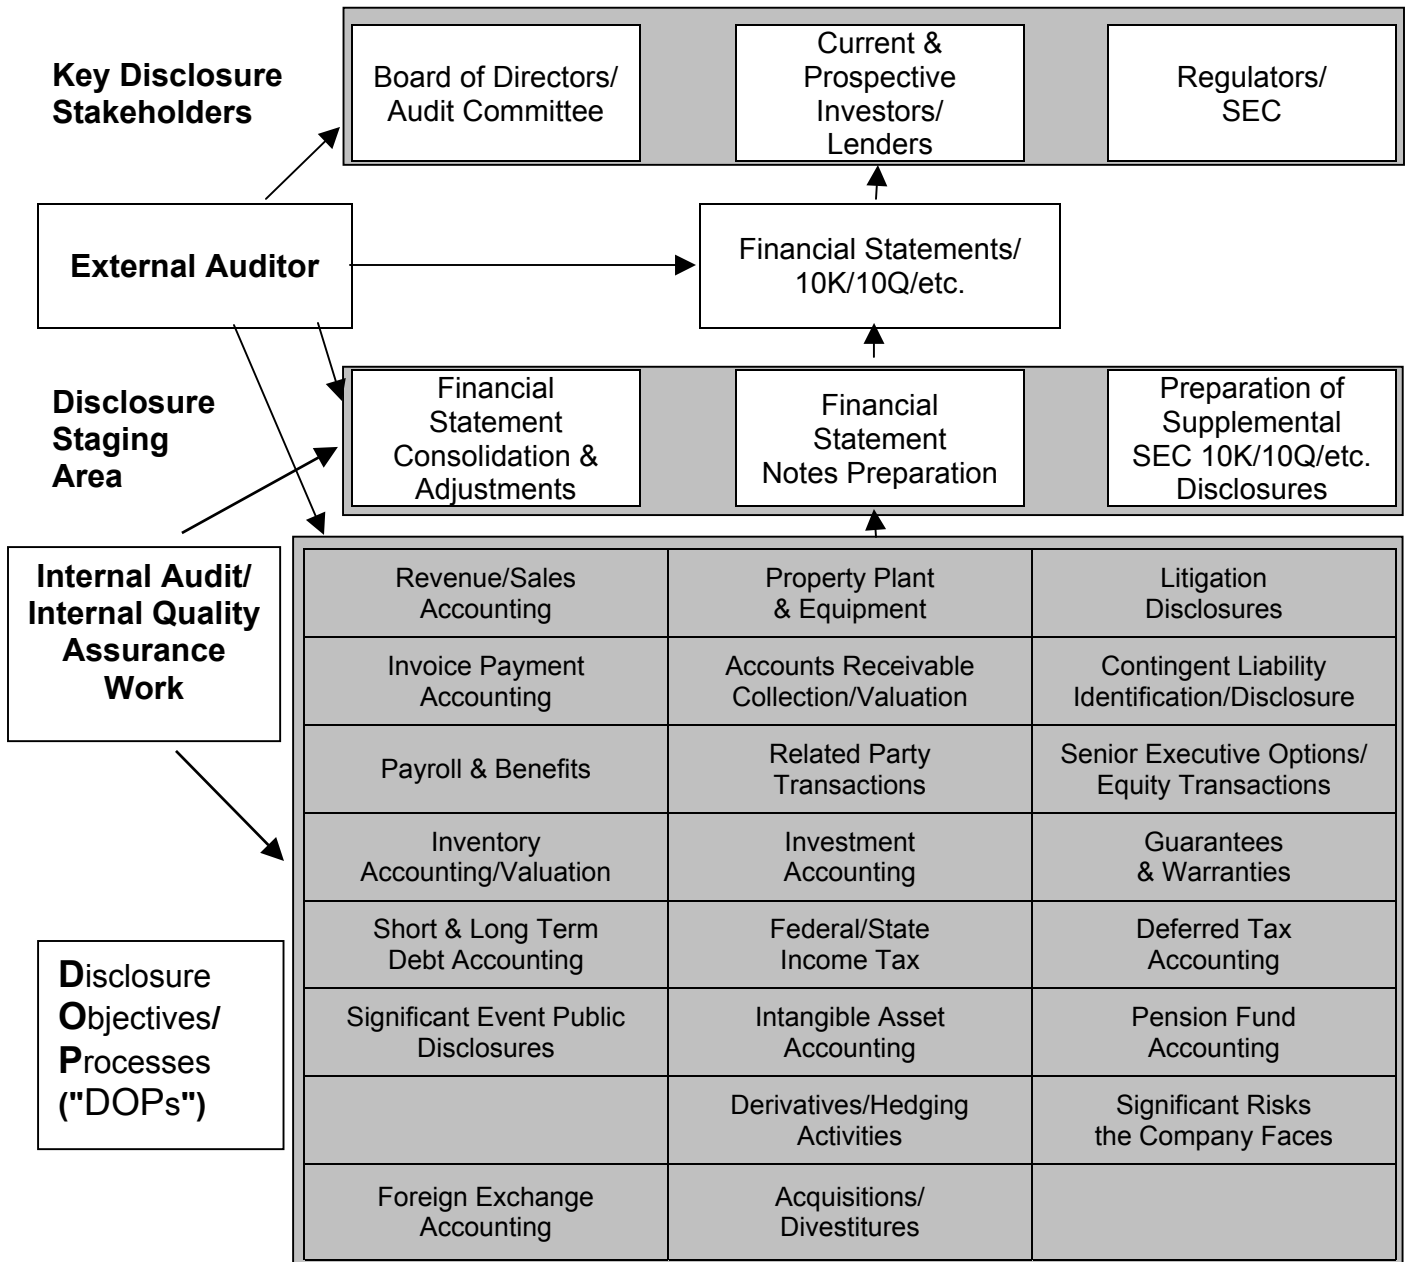 Key Disclosure
Stakeholders
Board of Directors/
Audit Committee
Current &
Prospective
Investors/
Lenders
Regulators/
SEC
External Auditor
Financial Statements/
10K/10Q/etc.
Disclosure
Staging
Area
Financial
Statement
Consolidation &
Adjustments
Financial
Statement
Notes Preparation
Preparation of
Supplemental
SEC 10K/10Q/etc.
Disclosures
Internal Audit/
Internal Quality
Assurance
Work
Revenue/Sales
Accounting
Property Plant
& Equipment
Litigation
Disclosures
Invoice Payment
Accounting
Accounts Receivable
Collection/Valuation
Contingent Liability
Identification/Disclosure
Payroll & Benefits
Related Party
Transactions
Senior Executive Options/
Equity Transactions
Inventory
Accounting/Valuation
Investment
Accounting
Guarantees
& Warranties
Disclosure
Objectives/
Processes
("DOPs")
Short & Long Term
Debt Accounting
Federal/State
Income Tax
Deferred Tax
Accounting
Significant Event Public
Disclosures
Intangible Asset
Accounting
Pension Fund
Accounting
Derivatives/Hedging
Activities
Significant Risks
the Company Faces
Foreign Exchange
Accounting
Acquisitions/
Divestitures